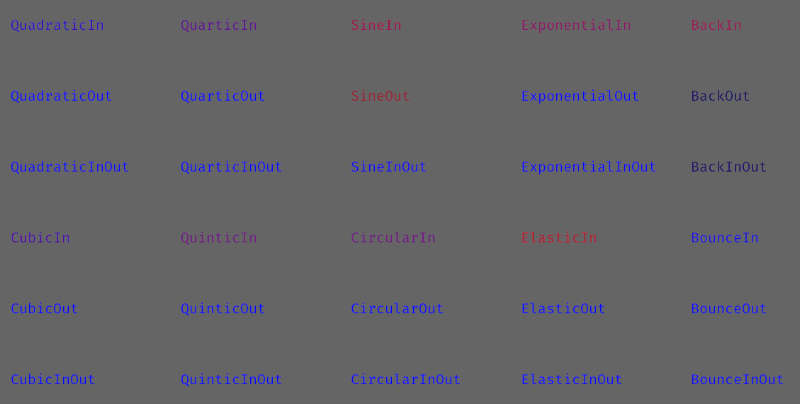 QuadraticIn QuarticIn SineIn ExponentialIn BackIn
QuadraticOut QuarticOut SineOut ExponentialOut BackOut
QuadraticInOut QuarticInOut SineInOut ExponentialInOut BackInOut
CubicIn QuinticIn CircularIn ElasticIn BounceIn
CubicOut QuinticOut CircularOut ElasticOut BounceOut
CubicInOut QuinticInOut CircularInOut ElasticInOut BounceInOut